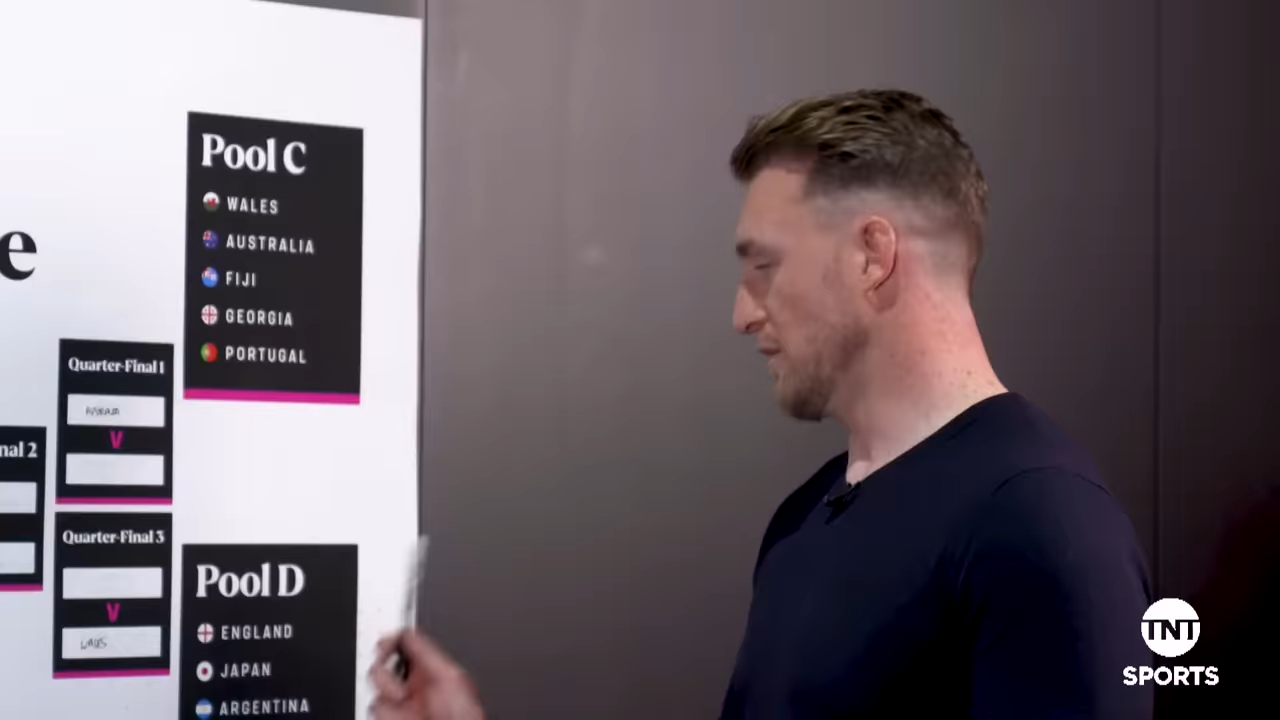 e
Pool C
WALES
AUSTRALIA
FIJI
GEORGIA
PORTUGAL
Quarter-Final 1
V
nal 2
Quarter-Final 3
V
Pool D
ENGLAND
JAPAN
ARGENTINA
TNT
SPORTS